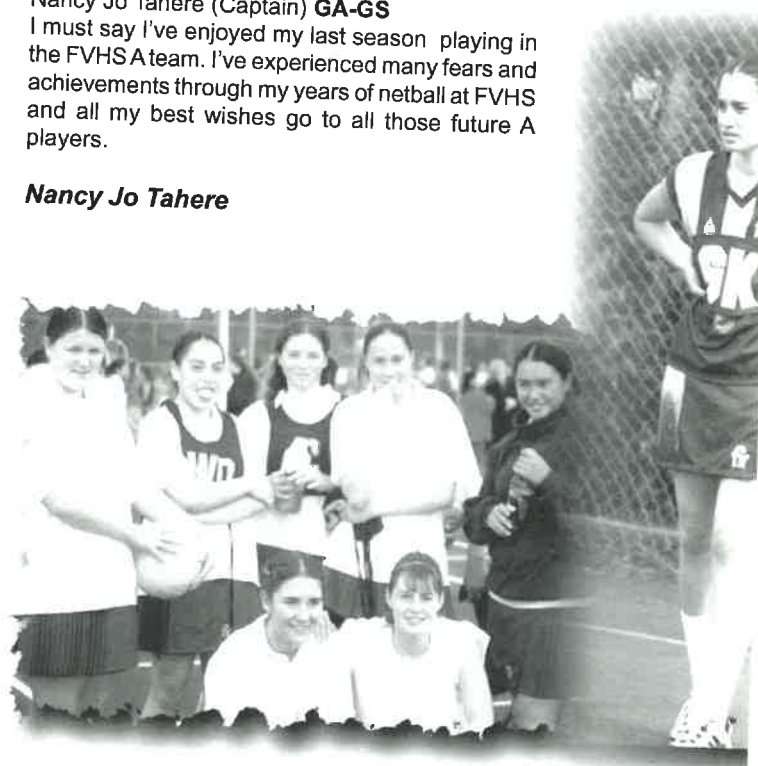 Nancy Jo Tahere (Captain) GA-GS
I must say I've enjoyed my last season playing in
the FVHS A team. I've experienced many fears and
achievements through my years of netball at FVHS
and all my best wishes go to all those future A
players.
Nancy Jo Tahere
WD
C
GK